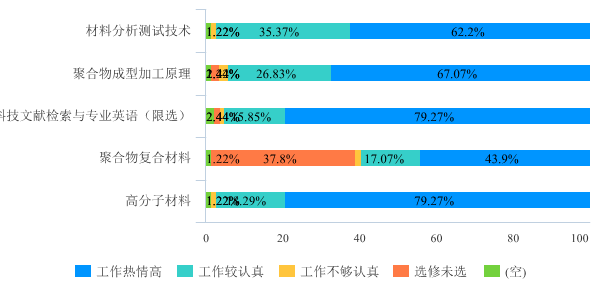 材料分析测试技术 1.22% 35.37% 62.2%
聚合物成型加工原理 2.44% 26.83% 67.07%
科技文献检索与专业英语（限选） 2.44% 15.85% 79.27%
聚合物复合材料 1.22% 37.8% 17.07% 43.9%
高分子材料 1.22% 79.27%
0 20 40 60 80 100
工作热情高 工作较认真 工作不够认真 选修未选 (空)